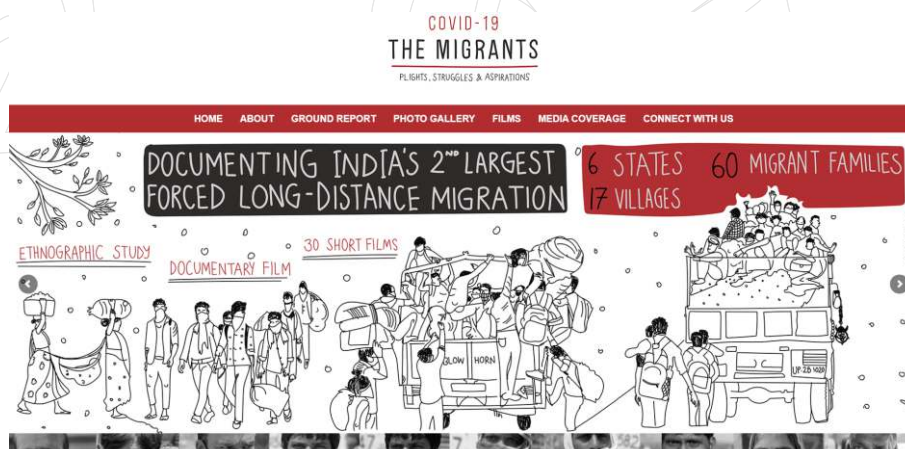 COVID-19
THE MIGRANTS
PLIGHTS, STRUGGLES & ASPIRATIONS
HOME ABOUT GROUND REPORT PHOTO GALLERY FILMS MEDIA COVERAGE CONNECT WITH US
DOCUMENTING INDIA'S 2ND LARGEST
FORCED LONG-DISTANCE MIGRATION
6 STATES 60 MIGRANT FAMILIES
17 VILLAGES
ETHNOGRAPHIC STUDY
DOCUMENTARY FILM
30 SHORT FILMS
BLOW HORN